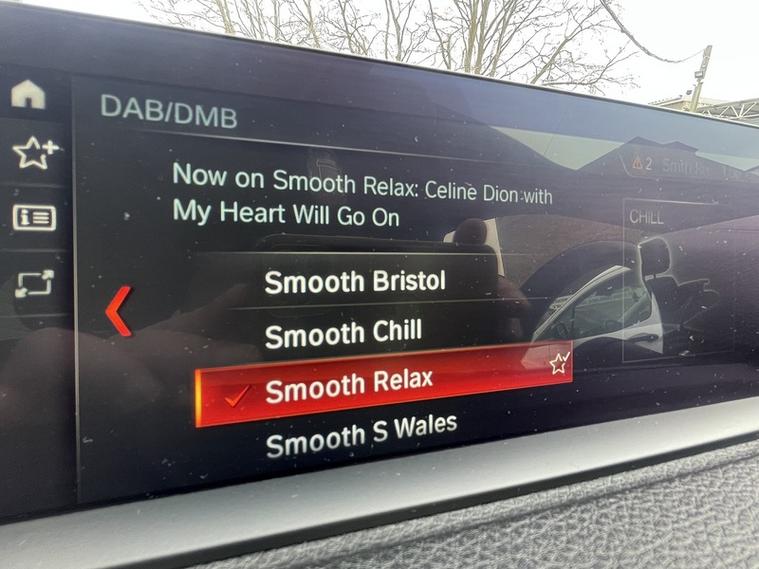 DAB/DMB
Now on Smooth Relax: Celine Dion with
My Heart Will Go On
2
CHILL
Smooth Bristol
Smooth Chill
Smooth Relax
Smooth S Wales